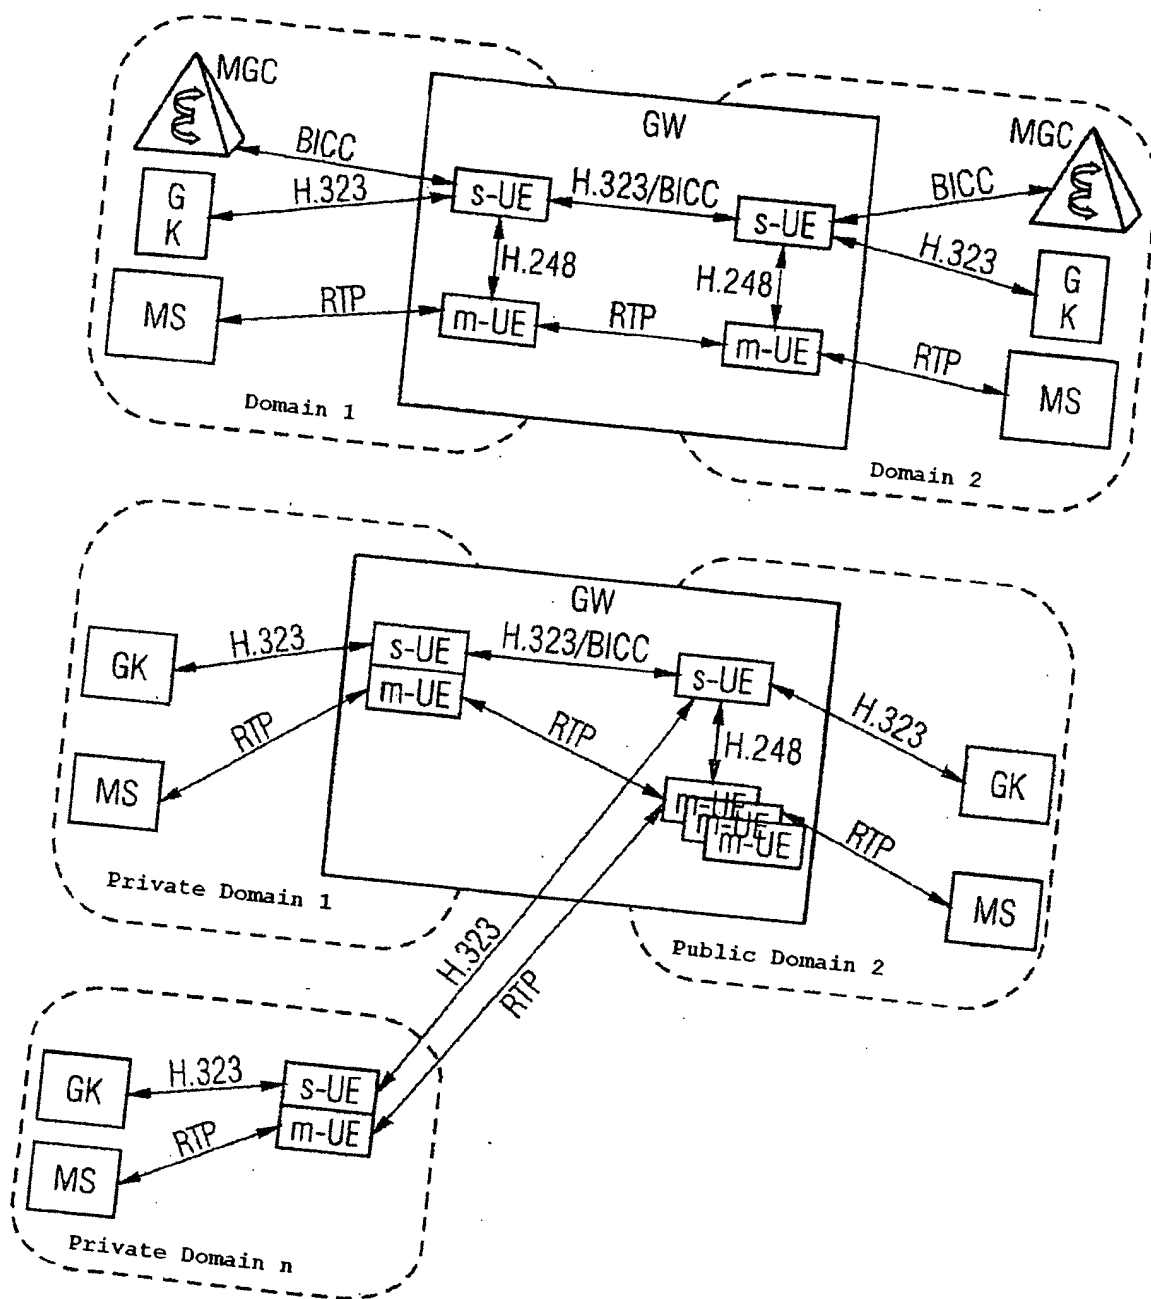 MGC
GW
MGC
BICC
H.323
s-UE
H.323/BICC
s-UE
BICC
H.323
G
K
G
K
H.248
H.248
MS
RTP
m-UE
RTP
m-UE
RTP
MS
Domain 1
Domain 2
GW
GK
H.323
s-UE
H.323/BICC
s-UE
H.323
GK
m-UE
RTP
RTP
H.248
MS
m-UE
m-UE
m-UE
RTP
MS
Private Domain 1
Public Domain 2
H.323
RTP
GK
H.323
s-UE
m-UE
RTP
MS
Private Domain n